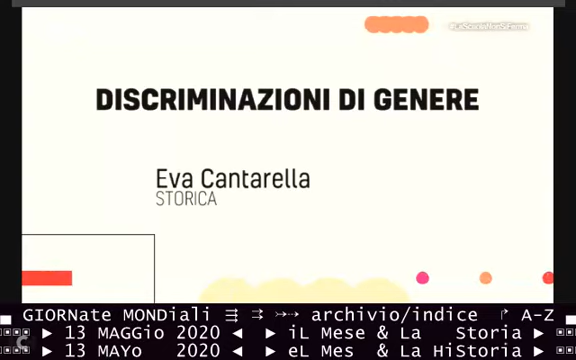 #LaScuolaNonSiFerma
DISCRIMINAZIONI DI GENERE
Eva Cantarella
STORICA
GIORNate MONDiali ⇶ ⇉ ⤐ archivio/indice ↱ A-Z
▶ 13 MAGGio 2020 ◀ ▶ iL Mese & La Storia ▶
▶ 13 MAYo 2020 ◀ ▶ eL Mes & La HiStoria ▶